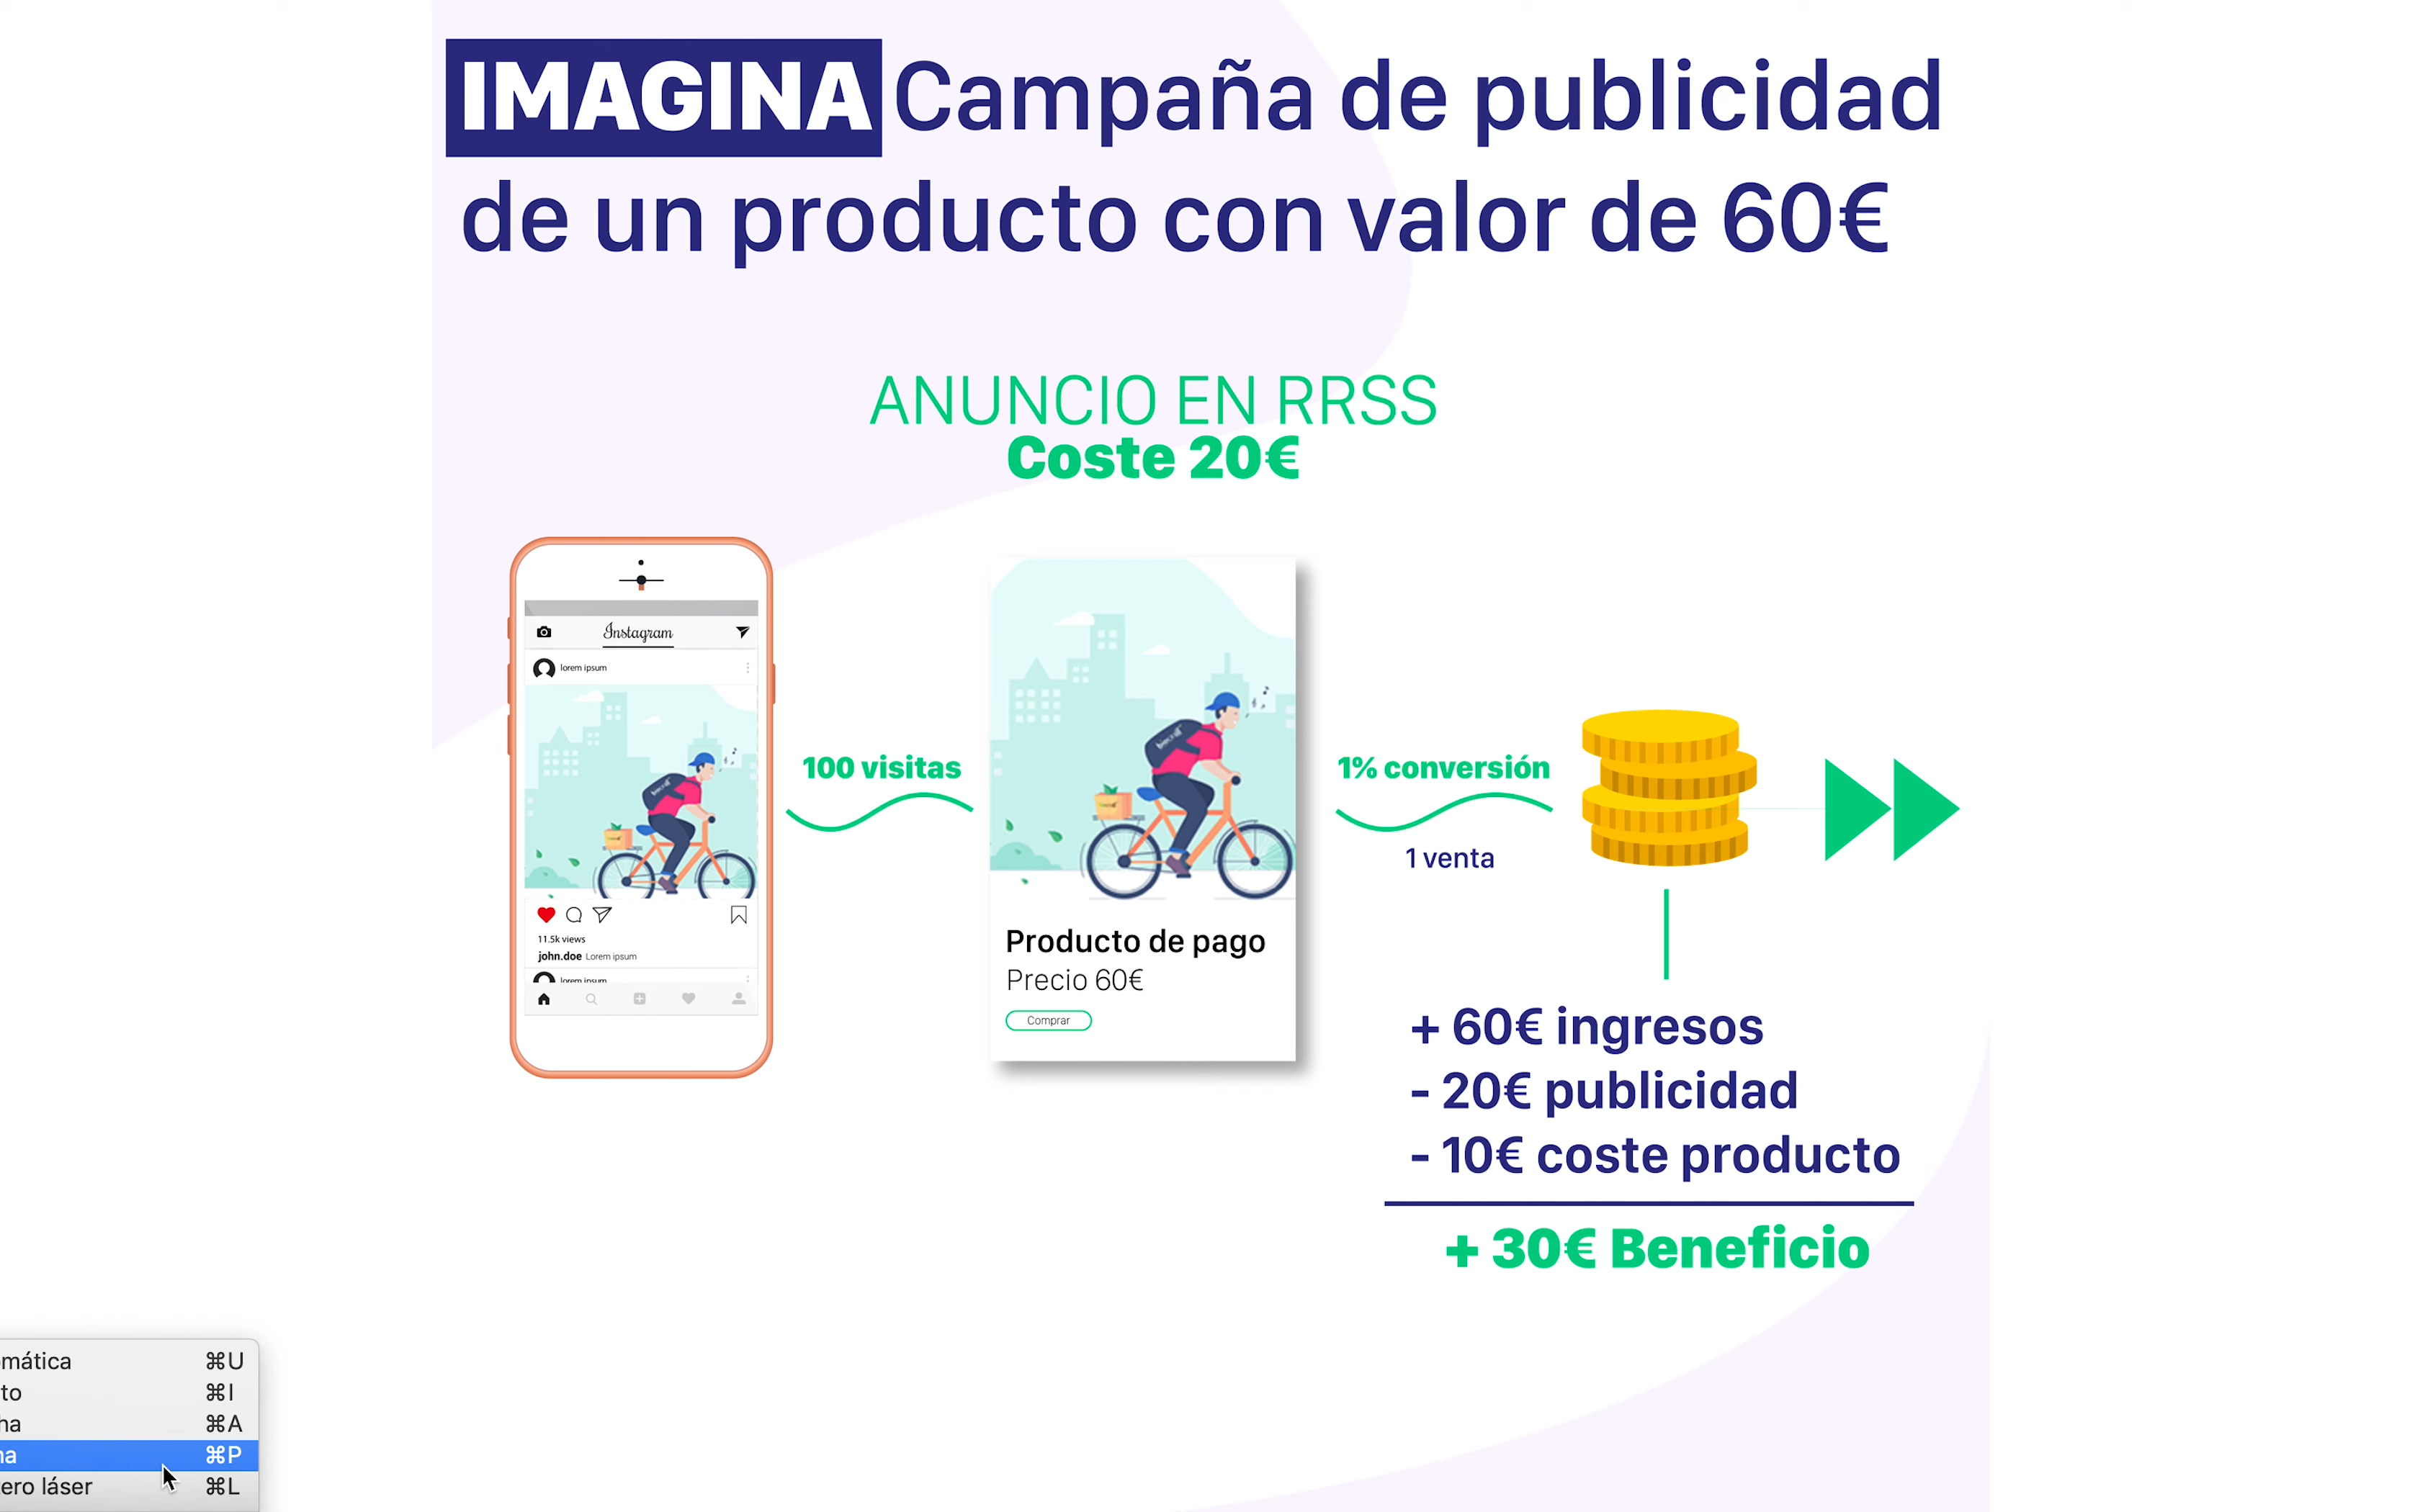 IMAGINA Campaña de publicidad
de un producto con valor de 60€
ANUNCIO EN RRSS
Coste 20€
Instagram
lorem ipsum
11.5k views
john.doe Lorem ipsum
lorem ipsum
100 visitas
Producto de pago
Precio 60€
Comprar
1% conversión
1 venta
+ 60€ ingresos
- 20€ publicidad
- 10€ coste producto
+ 30€ Beneficio
mática ⌘U
to ⌘I
ha ⌘A
na ⌘P
ero láser ⌘L